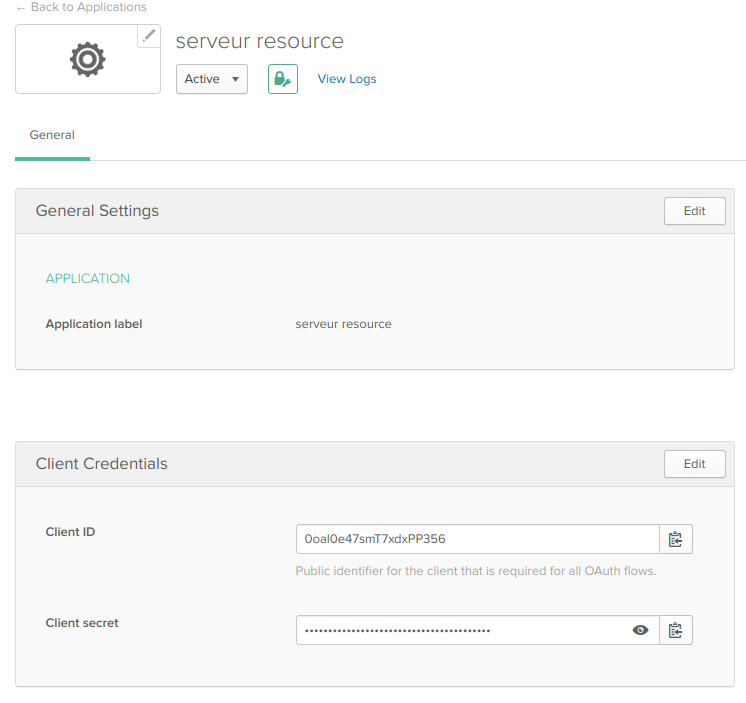 ← Back to Applications
serveur resource
Active ▼
View Logs
General
General Settings
Edit
APPLICATION
Application label
serveur resource
Client Credentials
Edit
Client ID
0oal0e47smT7xdxPP356
Public identifier for the client that is required for all OAuth flows.
Client secret
••••••••••••••••••••••••••••••••••••••••